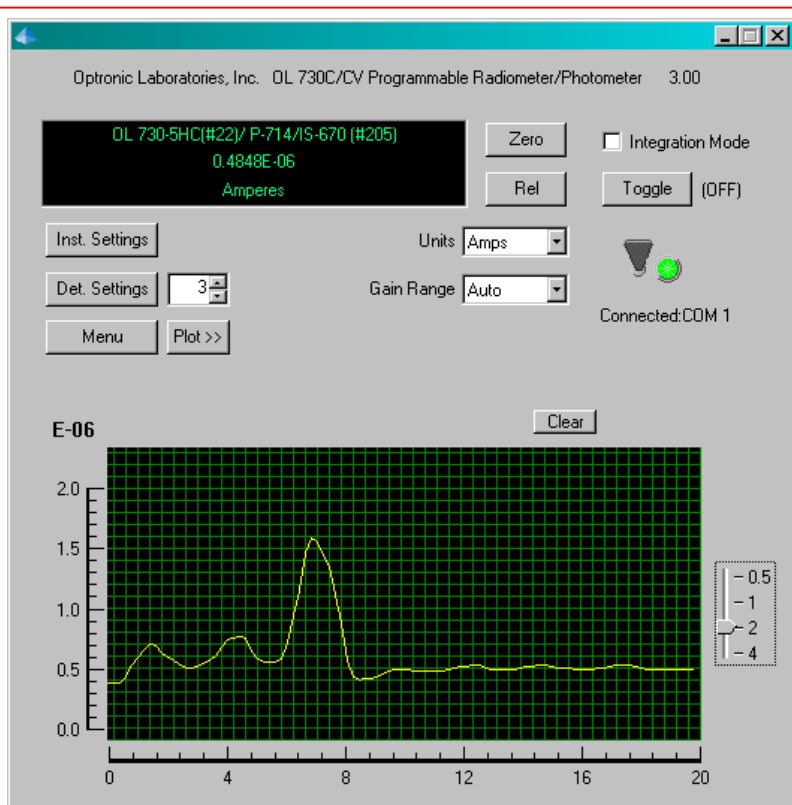 Optronic Laboratories, Inc. OL 730C/CV Programmable Radiometer/Photometer 3.00
OL 730-5HC(#22)/ P-714/IS-670 (#205)
0.4848E-06
Amperes
Zero
Integration Mode
Rel
Toggle
(OFF)
Inst. Settings
Units
Amps
Det. Settings
3
Gain Range
Auto
Connected:COM 1
Menu
Plot >>
Clear
E-06
2.0
1.5
1.0
0.5
0.0
0.5
1
2
4
0 4 8 12 16 20